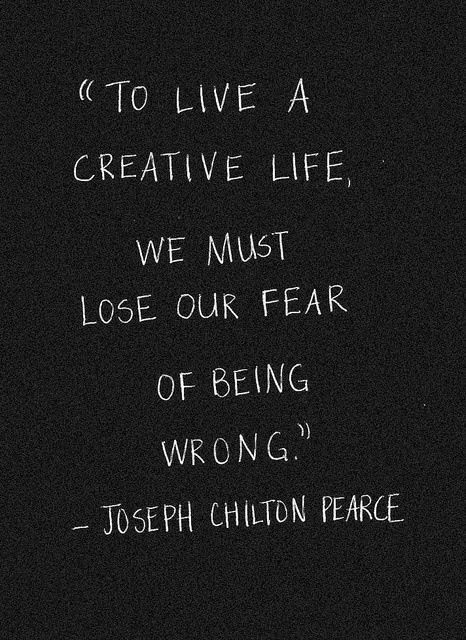 “TO LIVE A
CREATIVE LIFE,
WE MUST
LOSE OUR FEAR
OF BEING
WRONG.”
– JOSEPH CHILTON PEARCE